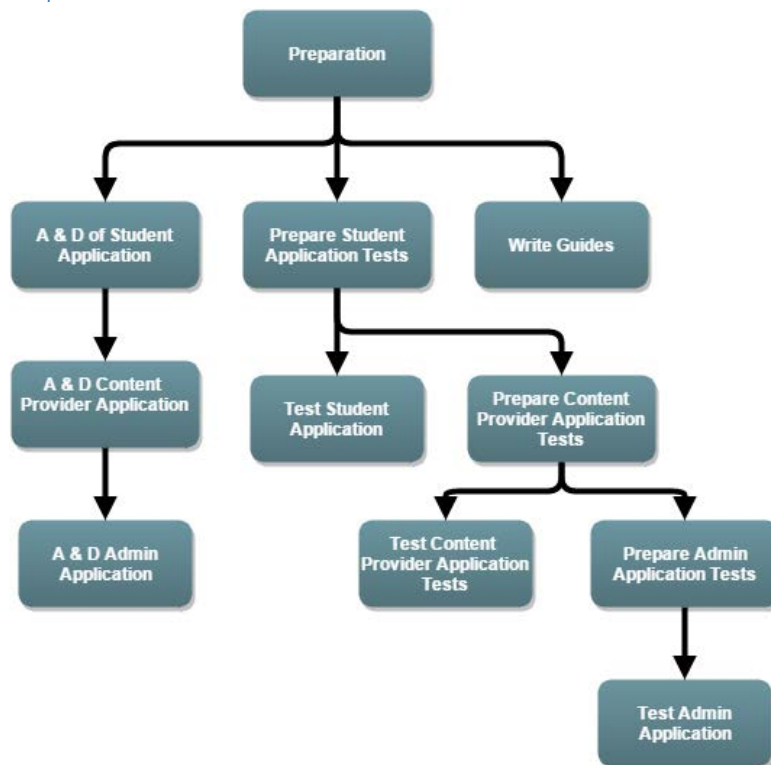 Preparation
A & D of Student
Application
Prepare Student
Application Tests
Write Guides
A & D Content
Provider Application
Test Student
Application
Prepare Content
Provider Application
Tests
A & D Admin
Application
Test Content
Provider Application
Tests
Prepare Admin
Application Tests
Test Admin
Application